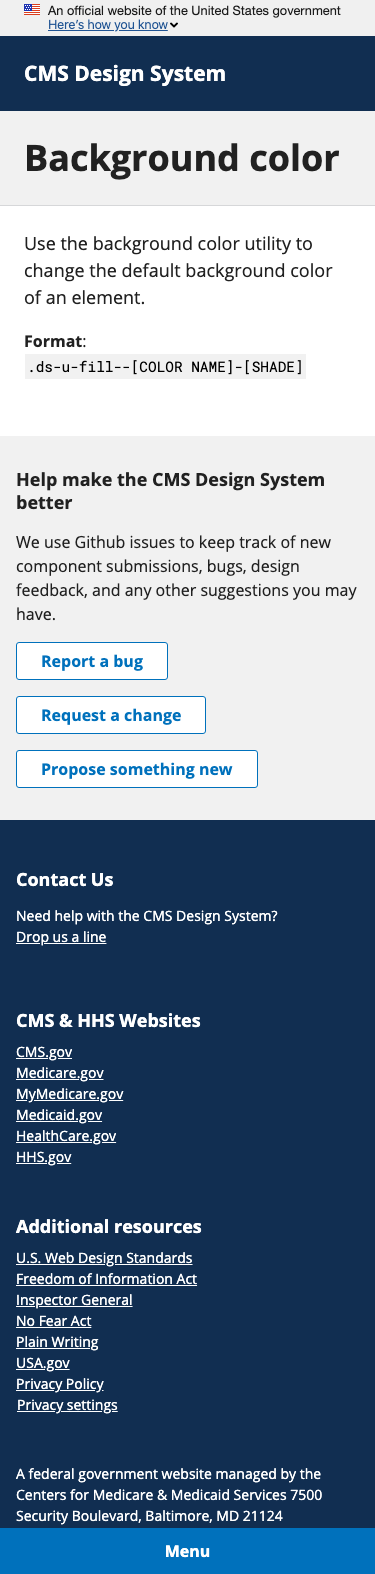 An official website of the United States government
Here's how you know
CMS Design System
Background color
Use the background color utility to
change the default background color
of an element.
Format:
.ds-u-fill--[COLOR NAME]-[SHADE]
Help make the CMS Design System
better
We use Github issues to keep track of new
component submissions, bugs, design
feedback, and any other suggestions you may
have.
Report a bug
Request a change
Propose something new
Contact Us
Need help with the CMS Design System?
Drop us a line
CMS & HHS Websites
CMS.gov
Medicare.gov
MyMedicare.gov
Medicaid.gov
HealthCare.gov
HHS.gov
Additional resources
U.S. Web Design Standards
Freedom of Information Act
Inspector General
No Fear Act
Plain Writing
USA.gov
Privacy Policy
Privacy settings
A federal government website managed by the
Centers for Medicare & Medicaid Services 7500
Security Boulevard, Baltimore, MD 21124
Menu